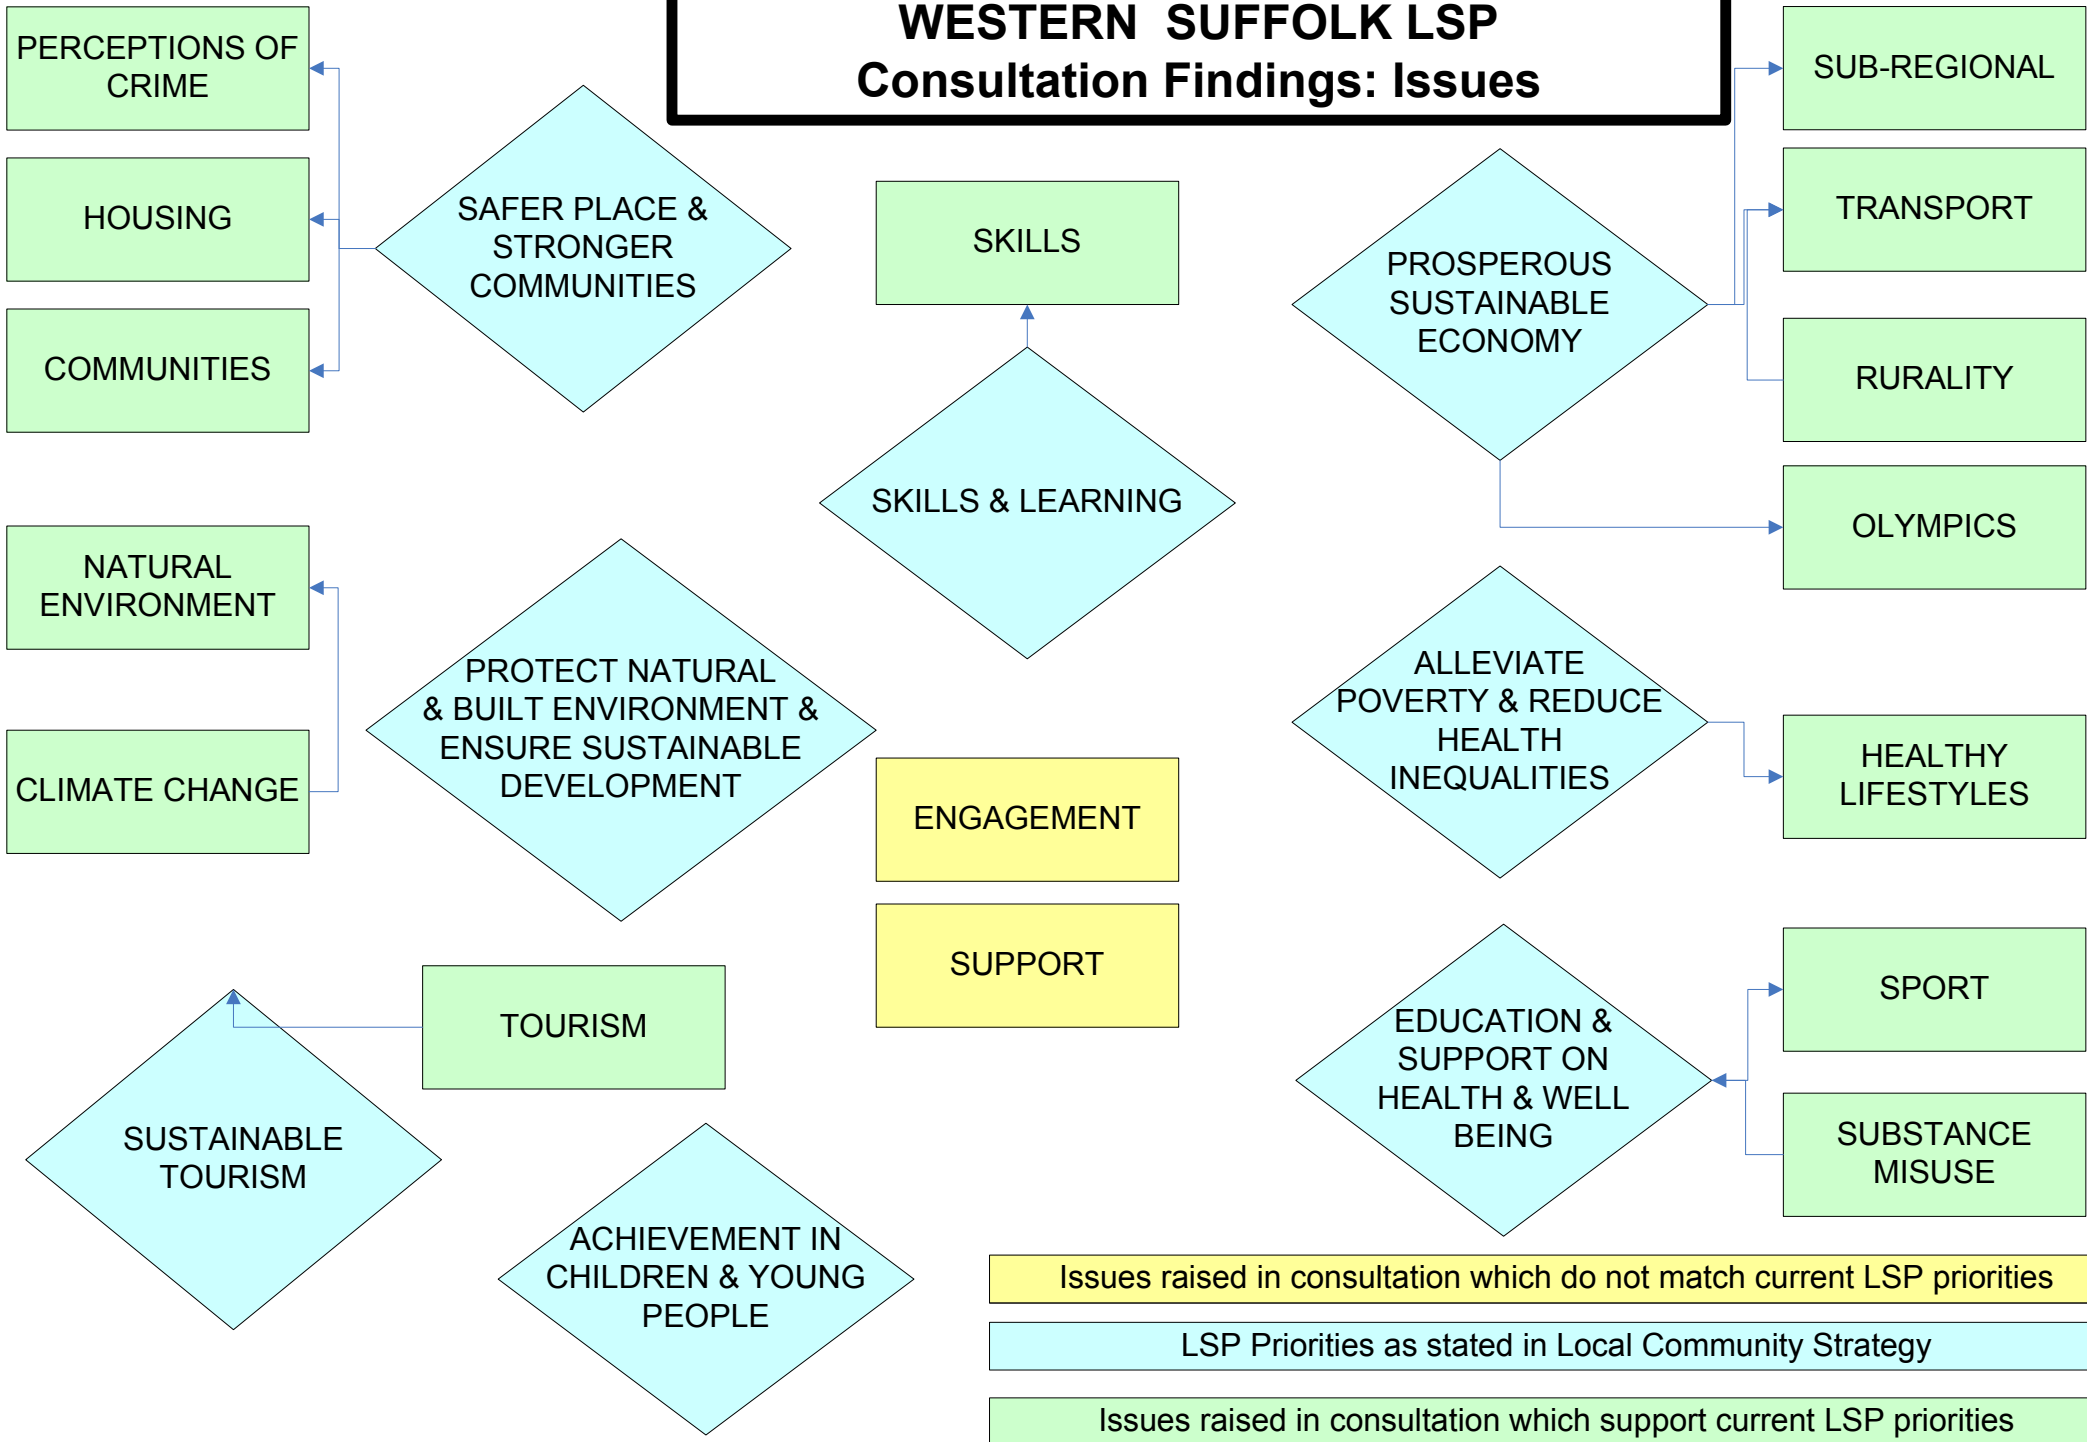 WESTERN SUFFOLK LSP
Consultation Findings: Issues
PERCEPTIONS OF
CRIME
HOUSING
COMMUNITIES
SAFER PLACE &
STRONGER
COMMUNITIES
SKILLS
SKILLS & LEARNING
PROSPEROUS
SUSTAINABLE
ECONOMY
SUB-REGIONAL
TRANSPORT
RURALITY
OLYMPICS
NATURAL
ENVIRONMENT
CLIMATE CHANGE
PROTECT NATURAL
& BUILT ENVIRONMENT &
ENSURE SUSTAINABLE
DEVELOPMENT
ENGAGEMENT
SUPPORT
ALLEVIATE
POVERTY & REDUCE
HEALTH
INEQUALITIES
HEALTHY
LIFESTYLES
TOURISM
SUSTAINABLE
TOURISM
ACHIEVEMENT IN
CHILDREN & YOUNG
PEOPLE
EDUCATION &
SUPPORT ON
HEALTH & WELL
BEING
SPORT
SUBSTANCE
MISUSE
Issues raised in consultation which do not match current LSP priorities
LSP Priorities as stated in Local Community Strategy
Issues raised in consultation which support current LSP priorities